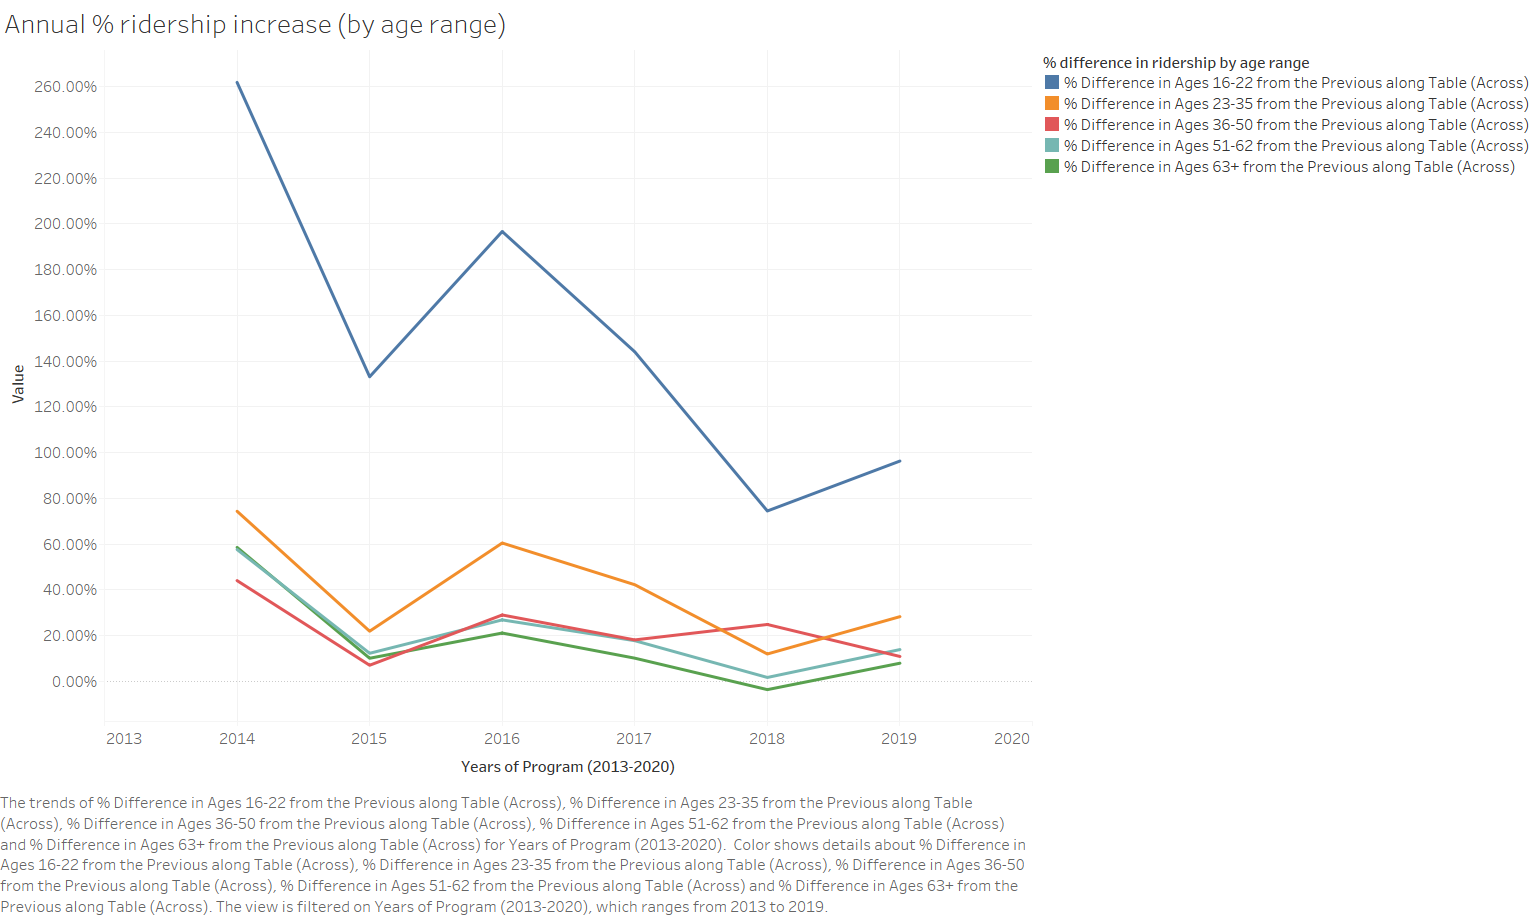 Annual % ridership increase (by age range)
% difference in ridership by age range
% Difference in Ages 16-22 from the Previous along Table (Across)
% Difference in Ages 23-35 from the Previous along Table (Across)
% Difference in Ages 36-50 from the Previous along Table (Across)
% Difference in Ages 51-62 from the Previous along Table (Across)
% Difference in Ages 63+ from the Previous along Table (Across)
260.00%
240.00%
220.00%
200.00%
180.00%
160.00%
140.00%
120.00%
100.00%
80.00%
60.00%
40.00%
20.00%
0.00%
Value
2013 2014 2015 2016 2017 2018 2019 2020
Years of Program (2013-2020)
The trends of % Difference in Ages 16-22 from the Previous along Table (Across), % Difference in Ages 23-35 from the Previous along Table
(Across), % Difference in Ages 36-50 from the Previous along Table (Across), % Difference in Ages 51-62 from the Previous along Table (Across)
and % Difference in Ages 63+ from the Previous along Table (Across) for Years of Program (2013-2020).  Color shows details about % Difference in
Ages 16-22 from the Previous along Table (Across), % Difference in Ages 23-35 from the Previous along Table (Across), % Difference in Ages 36-50
from the Previous along Table (Across), % Difference in Ages 51-62 from the Previous along Table (Across) and % Difference in Ages 63+ from the
Previous along Table (Across). The view is filtered on Years of Program (2013-2020), which ranges from 2013 to 2019.